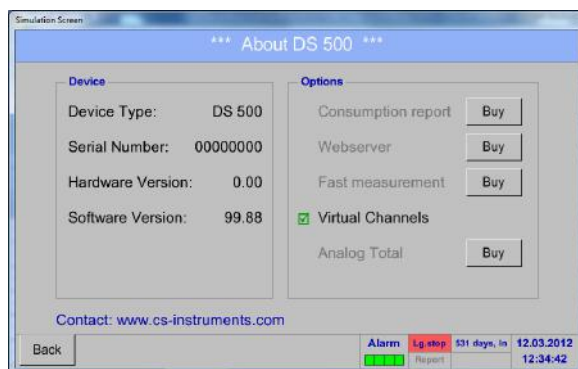 Simulation Screen
*** About DS 500 ***
Device
Device Type: DS 500
Serial Number: 00000000
Hardware Version: 0.00
Software Version: 99.88
Options
Consumption report Buy
Webserver Buy
Fast measurement Buy
Virtual Channels
Analog Total Buy
Contact: www.cs-instruments.com
Back
Alarm
Lg.stop
Report
531 days, ln
12.03.2012
12:34:42